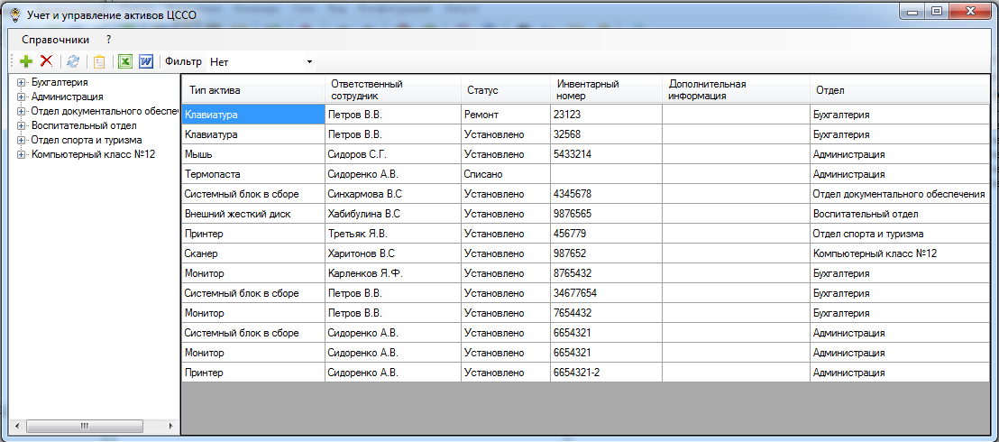 Учет и управление активов ЦССО
Справочники ?
Фильтр Нет
Бухгалтерия
Администрация
Отдел документального обеспече
Воспитательный отдел
Отдел спорта и туризма
Компьютерный класс №12
Тип актива Ответственный сотрудник Статус Инвентарный номер Дополнительная информация Отдел
Клавиатура Петров В.В. Ремонт 23123 Бухгалтерия
Клавиатура Петров В.В. Установлено 32568 Бухгалтерия
Мышь Сидоров С.Г. Установлено 5433214 Администрация
Термопаста Сидоренко А.В. Списано Администрация
Системный блок в сборе Синхармова В.С Установлено 4345678 Отдел документального обеспечения
Внешний жесткий диск Хабибулина В.С Установлено 9876565 Воспитательный отдел
Принтер Третьяк Я.В. Установлено 456779 Отдел спорта и туризма
Сканер Харитонов В.С Установлено 987652 Компьютерный класс №12
Монитор Карленков Я.Ф. Установлено 8765432 Бухгалтерия
Системный блок в сборе Петров В.В. Установлено 34677654 Бухгалтерия
Монитор Петров В.В. Установлено 7654432 Бухгалтерия
Системный блок в сборе Сидоренко А.В. Установлено 6654321 Администрация
Монитор Сидоренко А.В. Установлено 6654321 Администрация
Принтер Сидоренко А.В. Установлено 6654321-2 Администрация